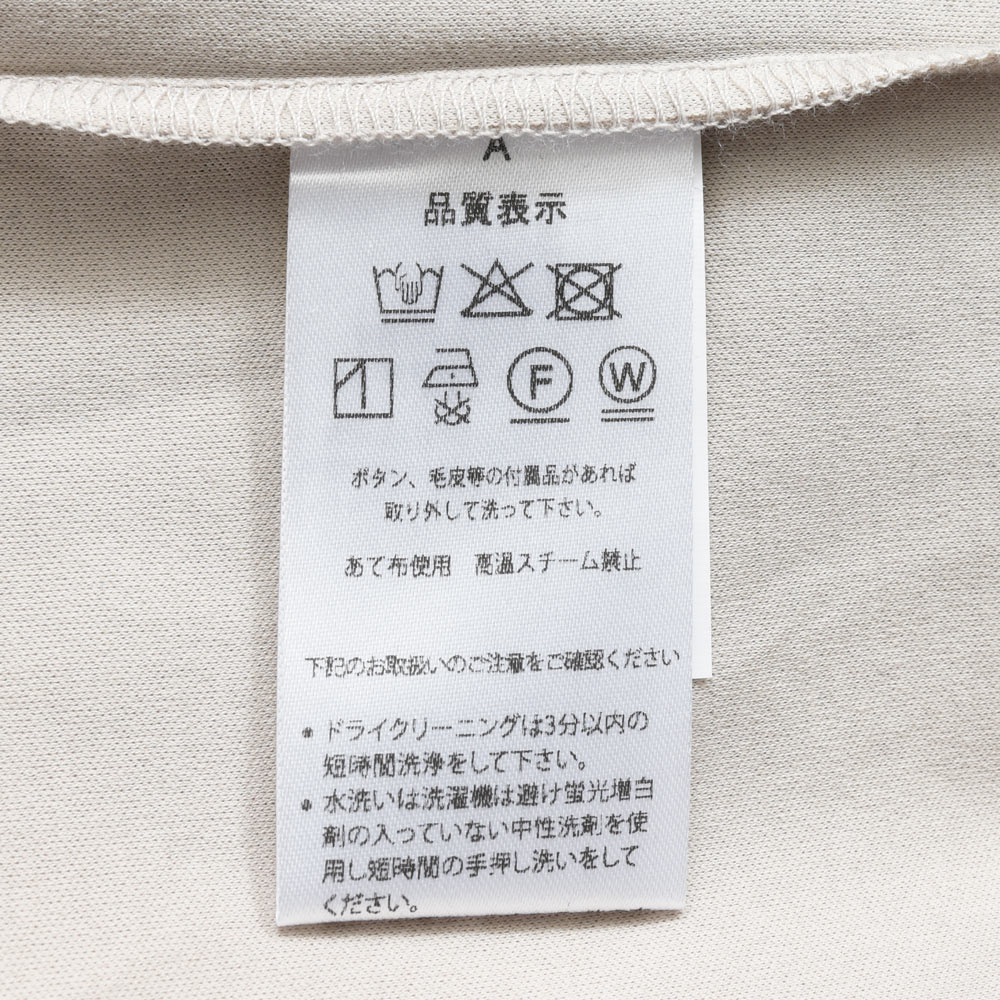 A
品質表示
F W
ボタン、毛皮等の付属品があれば
取り外して洗って下さい。
あて布使用 高温スチーム禁止
下記のお取扱いのご注意をご確認ください
• ドライクリーニングは3分以内の
短時間洗浄をして下さい。
• 水洗いは洗濯機は避け蛍光増白
剤の入っていない中性洗剤を使
用し短時間の手押し洗いをして
ください。